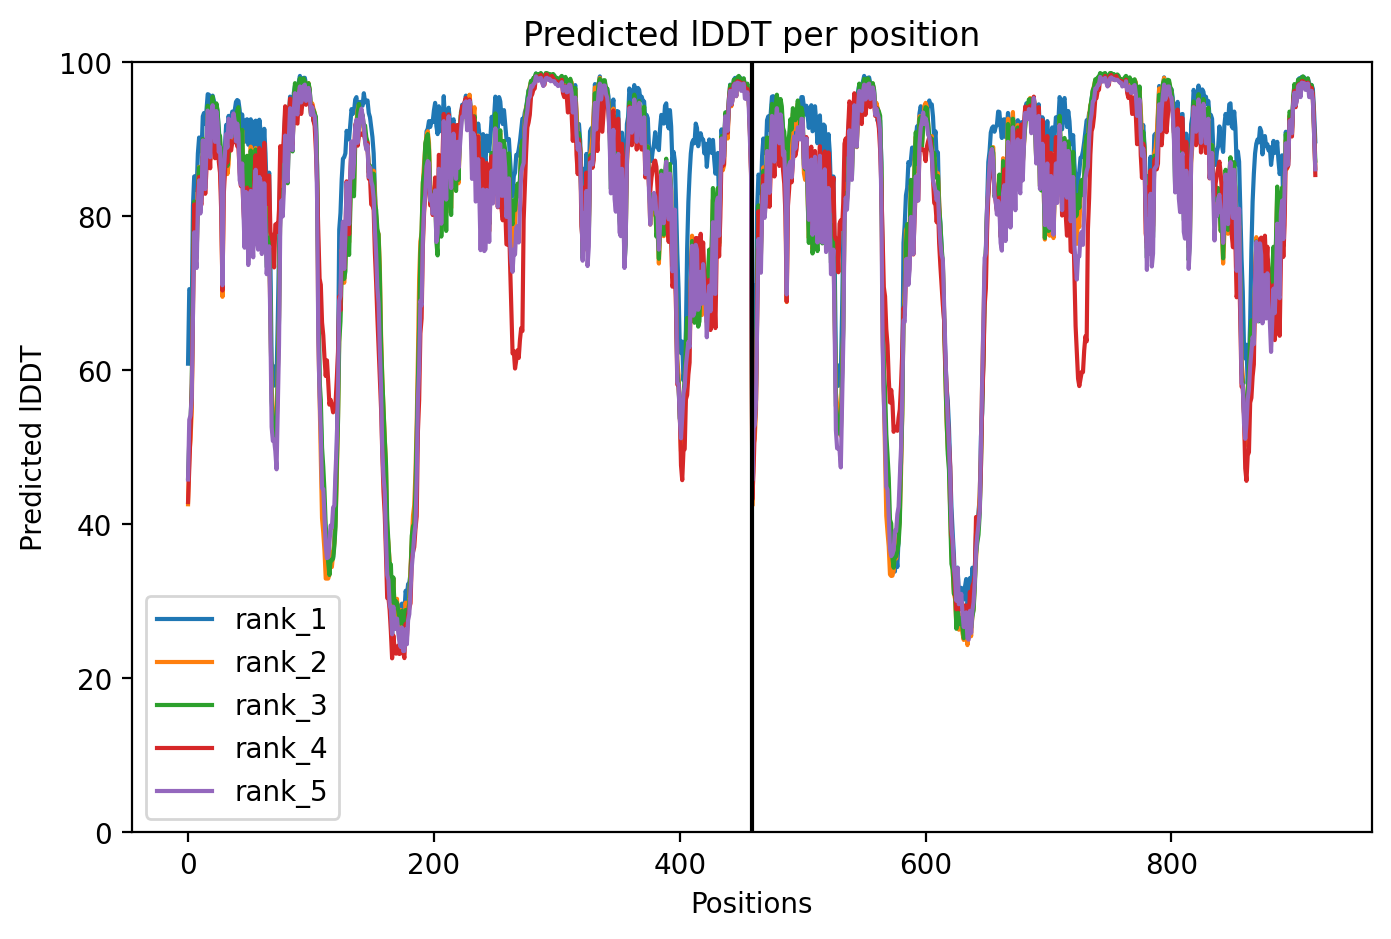 Predicted lDDT per position
100
80
60
40
20
0
Predicted lDDT
rank_1
rank_2
rank_3
rank_4
rank_5
0 200 400 600 800
Positions